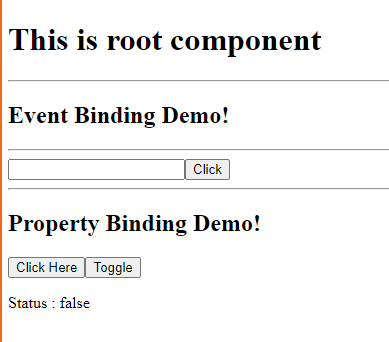 This is root component
Event Binding Demo!
Click
Property Binding Demo!
Click Here Toggle
Status : false